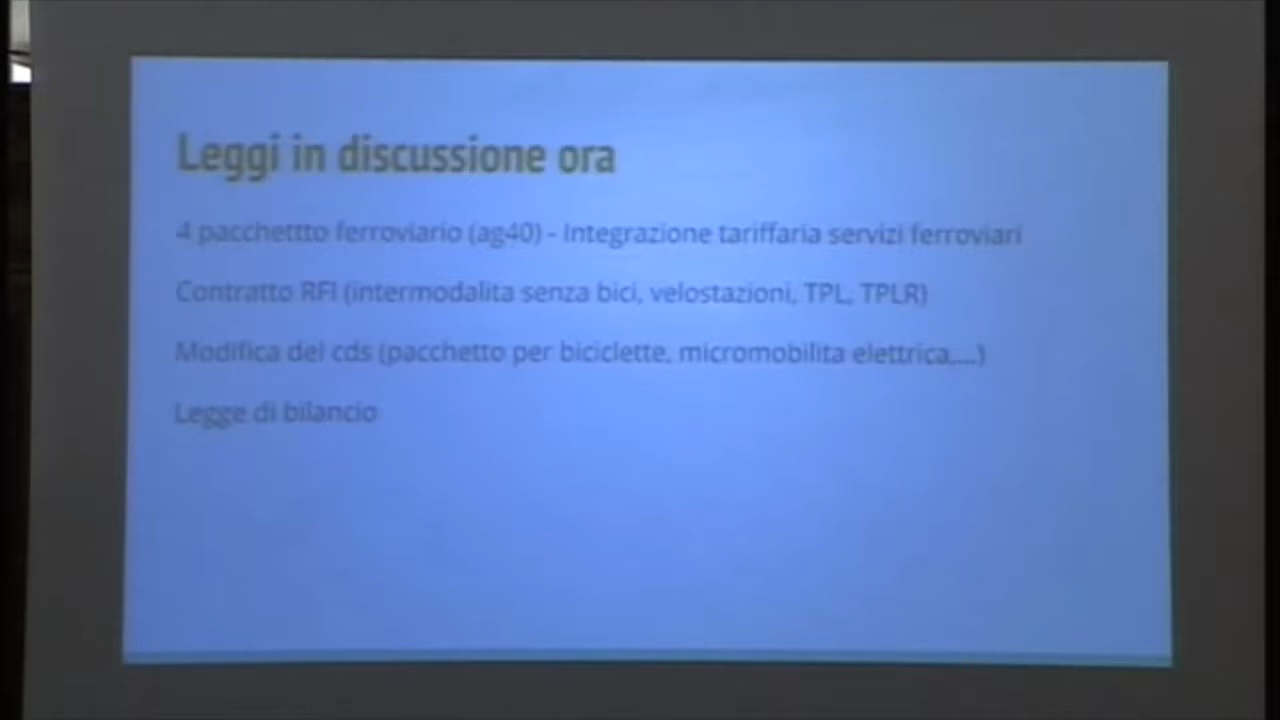 Leggi in discussione ora
4 pacchettto ferroviario (ag40) - Integrazione tariffaria servizi ferroviari
Contratto RFI (intermodalita senza bici, velostazioni, TPL, TPLR)
Modifica del cds (pacchetto per biciclette, micromobilita elettrica,...)
Legge di bilancio